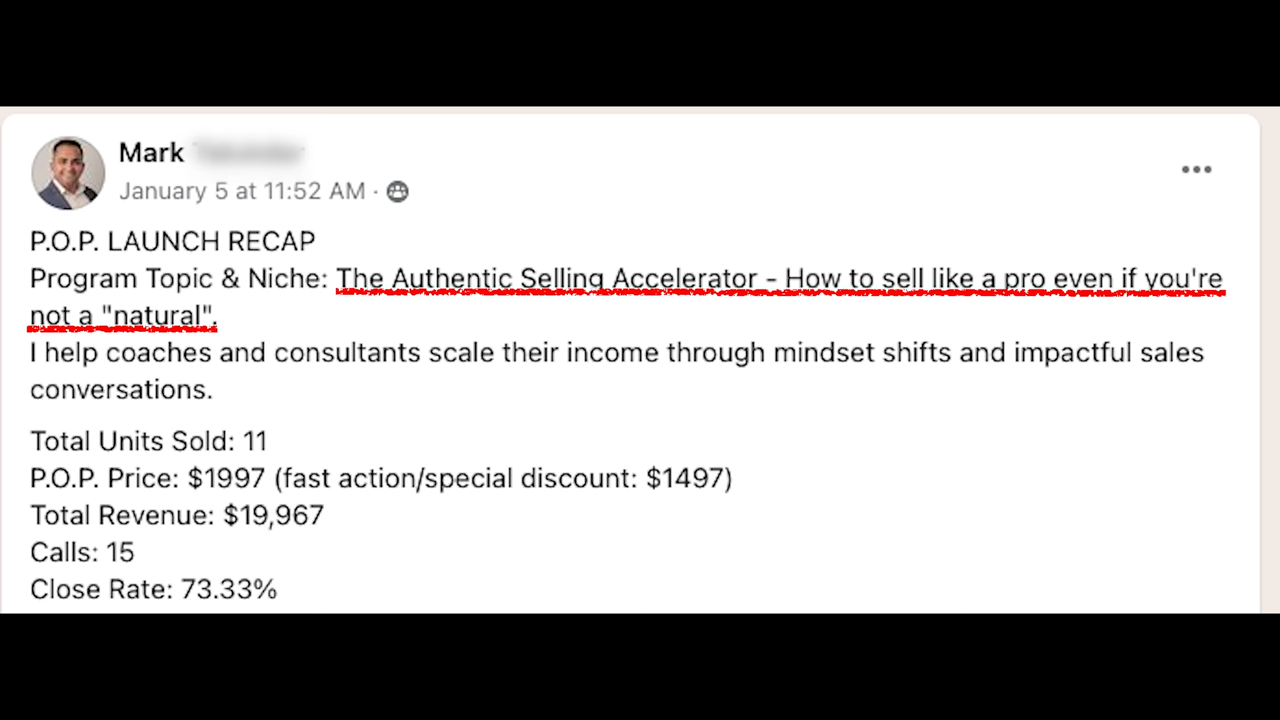 Mark
January 5 at 11:52 AM ·
P.O.P. LAUNCH RECAP
Program Topic & Niche: The Authentic Selling Accelerator - How to sell like a pro even if you're
not a "natural".
I help coaches and consultants scale their income through mindset shifts and impactful sales
conversations.
Total Units Sold: 11
P.O.P. Price: $1997 (fast action/special discount: $1497)
Total Revenue: $19,967
Calls: 15
Close Rate: 73.33%